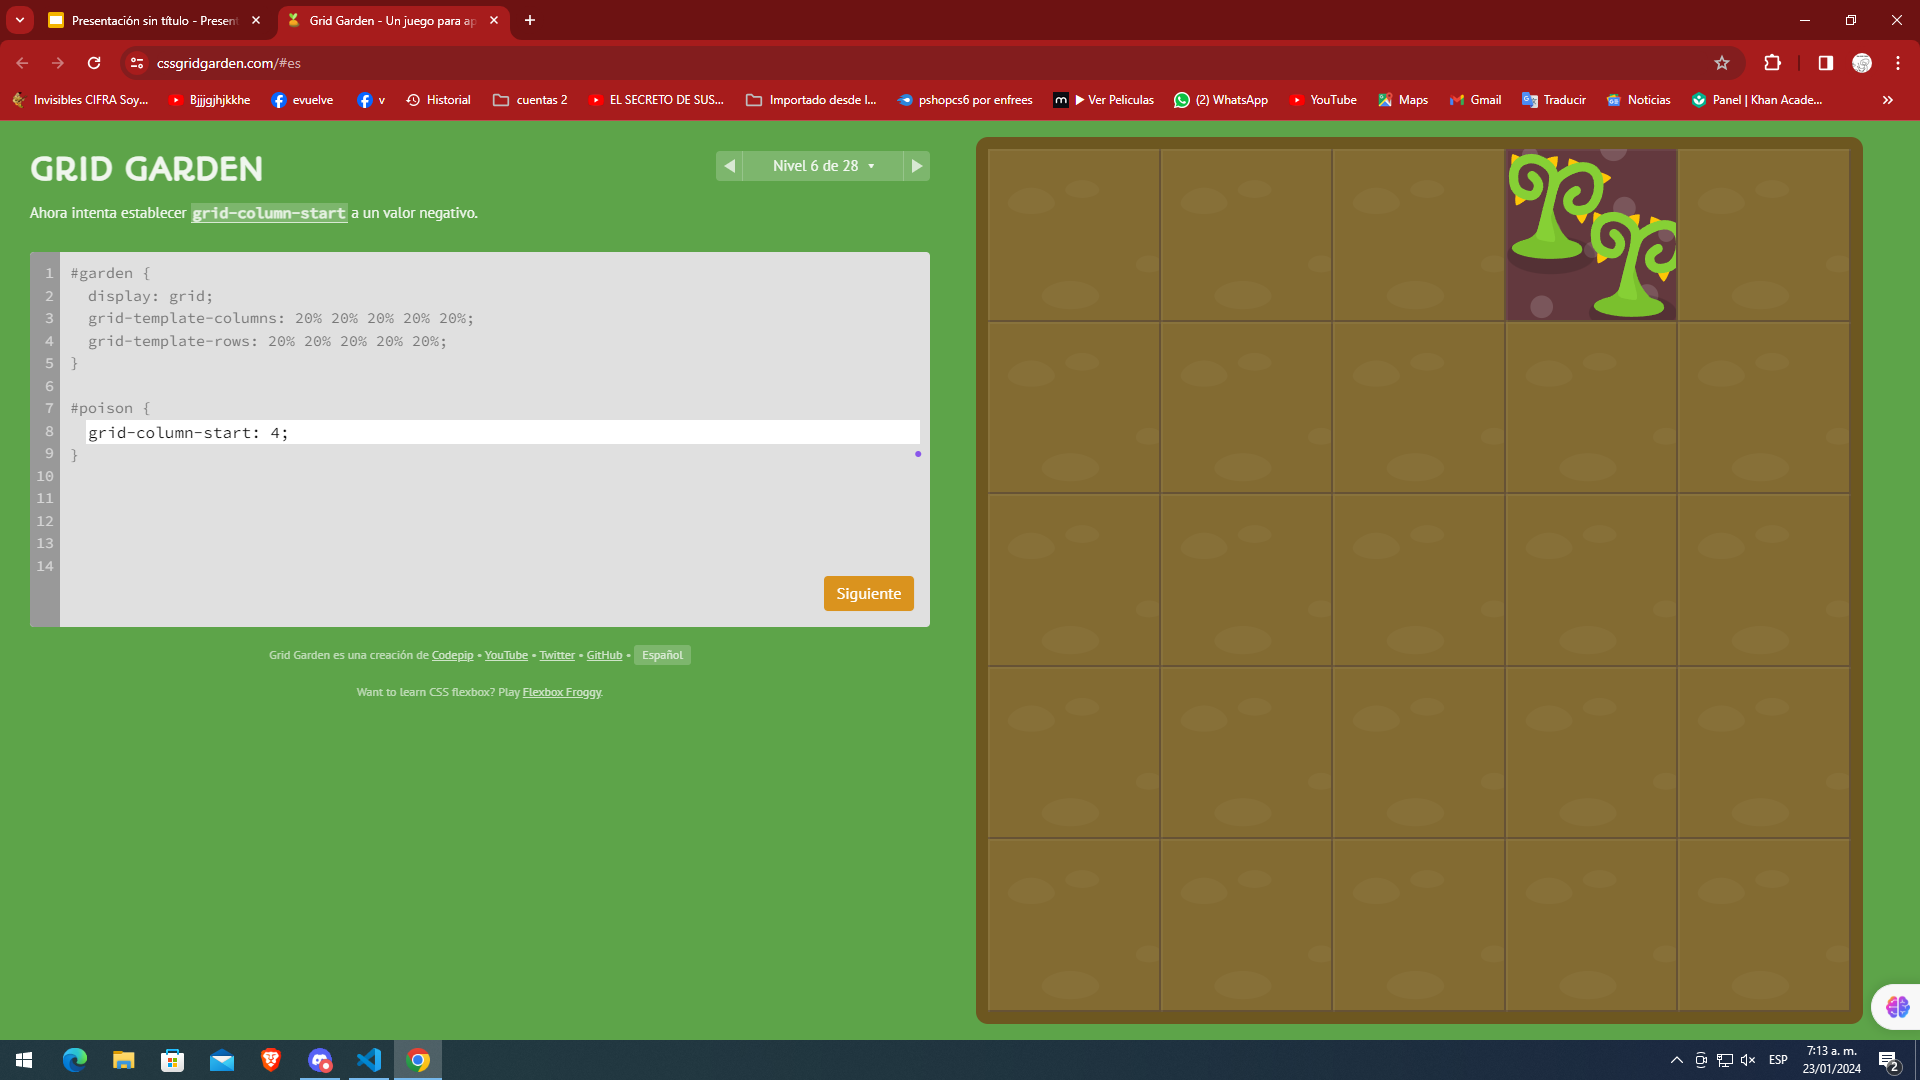 Presentación sin título - Present
Grid Garden - Un juego para ap
cssgridgarden.com/#es
Invisibles CIFRA Soy...
Bjjjgjhjkkhe
evuelve
v
Historial
cuentas 2
EL SECRETO DE SUS...
Importado desde l...
pshopcs6 por enfrees
m
▶ Ver Peliculas
(2) WhatsApp
YouTube
Maps
Gmail
Traducir
Noticias
Panel | Khan Acade...
GRID GARDEN
Nivel 6 de 28
Ahora intenta establecer grid-column-start a un valor negativo.
1 #garden {
2 display: grid;
3 grid-template-columns: 20% 20% 20% 20% 20%;
4 grid-template-rows: 20% 20% 20% 20% 20%;
5 }
6
7 #poison {
8 grid-column-start: 4;
9 }
10
11
12
13
14
Siguiente
Grid Garden es una creación de Codepip • YouTube • Twitter • GitHub • Español
Want to learn CSS flexbox? Play Flexbox Froggy.
ESP
7:13 a. m.
23/01/2024
2